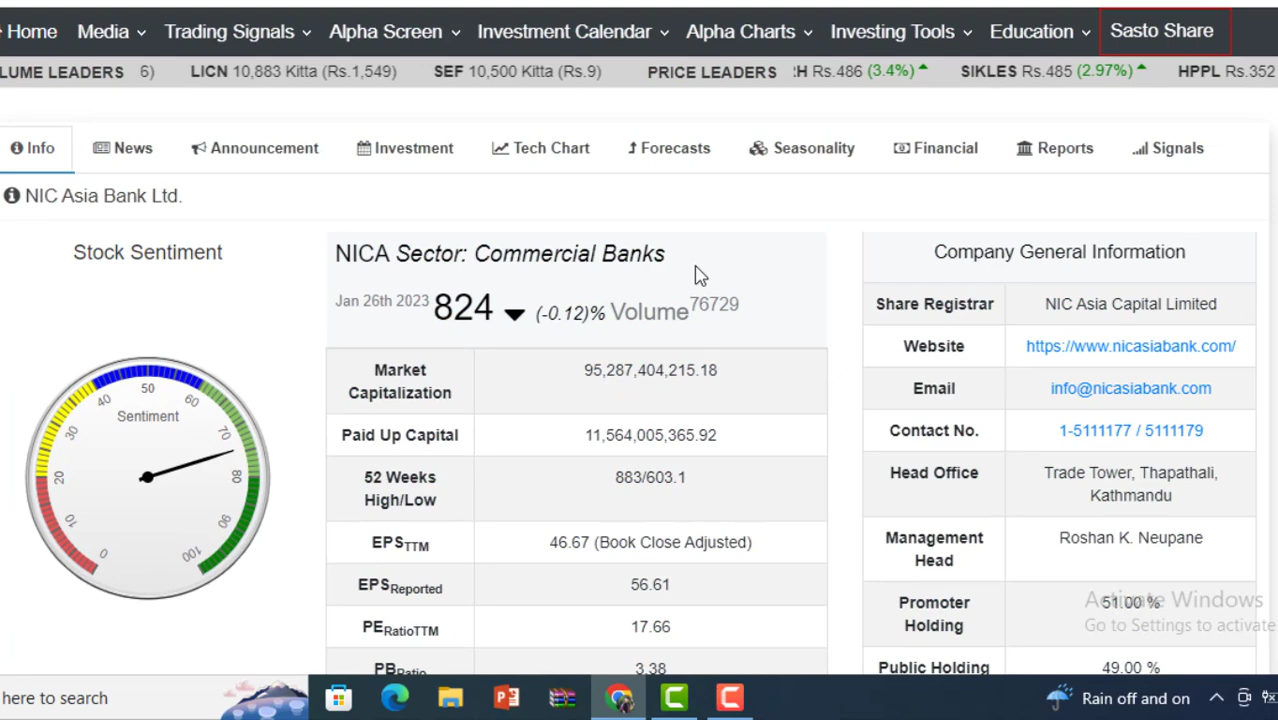 Home Media Trading Signals Alpha Screen Investment Calendar Alpha Charts Investing Tools Education Sasto Share
LUME LEADERS 6) LICN 10,883 Kitta (Rs.1,549) SEF 10,500 Kitta (Rs.9) PRICE LEADERS :H Rs.486 (3.4%) SIKLES Rs.485 (2.97%) HPPL Rs.352
Info News Announcement Investment Tech Chart Forecasts Seasonality Financial Reports Signals
NIC Asia Bank Ltd.
Stock Sentiment
0 10 20 30 40 50 60 70 80 90 100
Sentiment
NICA Sector: Commercial Banks
Jan 26th 2023 824 (-0.12)% Volume 76729
Market Capitalization 95,287,404,215.18
Paid Up Capital 11,564,005,365.92
52 Weeks High/Low 883/603.1
EPS TTM 46.67 (Book Close Adjusted)
EPS Reported 56.61
PE RatioTTM 17.66
PB Ratio 3.38
Company General Information
Share Registrar NIC Asia Capital Limited
Website https://www.nicasiabank.com/
Email info@nicasiabank.com
Contact No. 1-5111177 / 5111179
Head Office Trade Tower, Thapathali, Kathmandu
Management Head Roshan K. Neupane
Promoter Holding 51.00 %
Public Holding 49.00 %
Activate Windows
Go to Settings to activate
here to search
Rain off and on